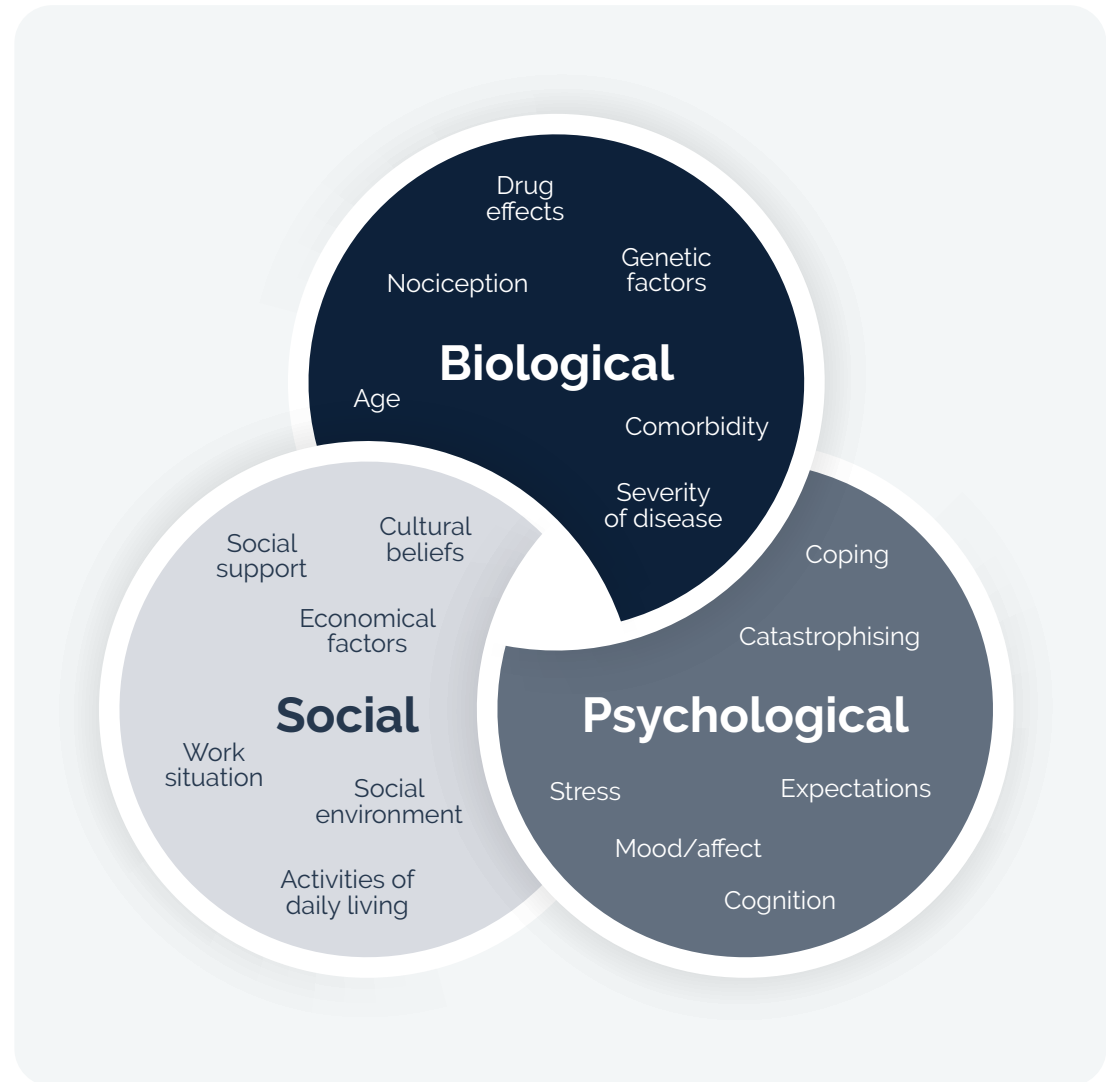 Drug
effects
Genetic
factors
Nociception
Biological
Age
Comorbidity
Severity
of disease
Social
support
Cultural
beliefs
Economical
factors
Social
Work
situation
Social
environment
Activities of
daily living
Coping
Catastrophising
Psychological
Stress
Expectations
Mood/affect
Cognition